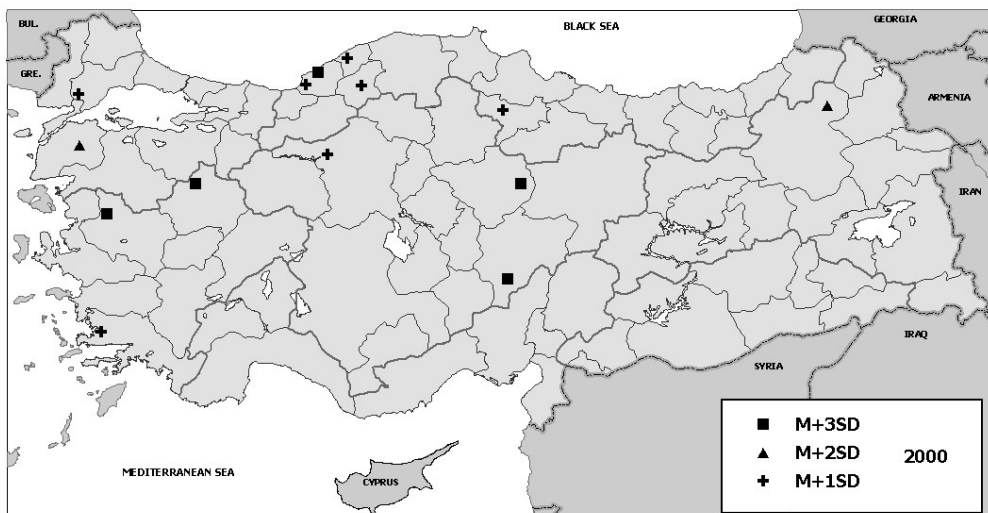 BUL.
BLACK SEA
GEORGIA
GRE.
ARMENIA
IRAN
IRAQ
SYRIA
MEDITERRANEAN SEA
CYPRUS
M+3SD
M+2SD
2000
M+1SD